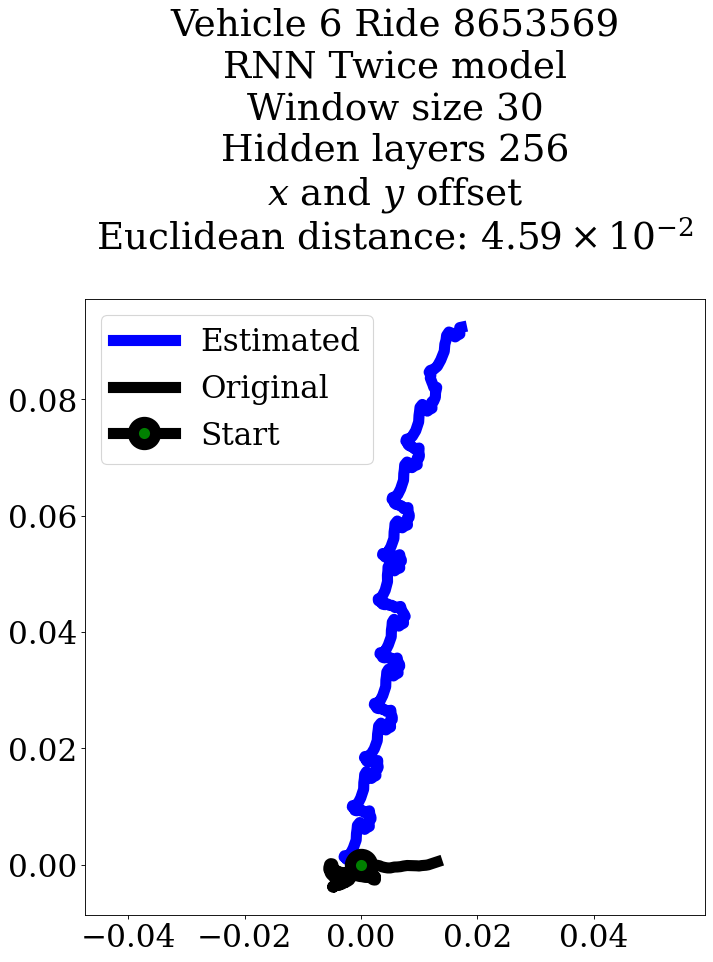 Vehicle 6 Ride 8653569
RNN Twice model
Window size 30
Hidden layers 256
x and y offset
Euclidean distance: 4.59 × 10⁻²
Estimated
Original
Start
0.08
0.06
0.04
0.02
0.00
−0.04 −0.02 0.00 0.02 0.04